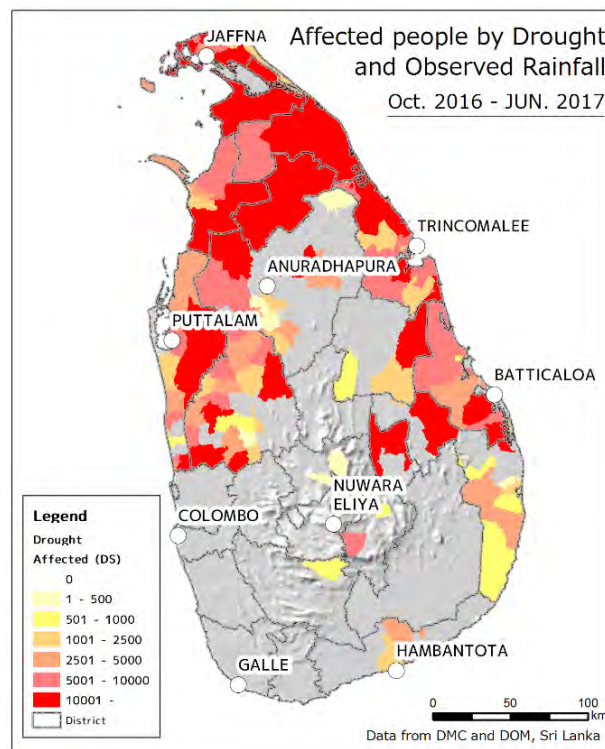 Affected people by Drought
and Observed Rainfall
Oct. 2016 - JUN. 2017
JAFFNA
TRINCOMALEE
ANURADHAPURA
PUTTALAM
BATTICALOA
NUWARA
ELIYA
COLOMBO
GALLE
HAMBANTOTA
Legend
Drought
Affected (DS)
0
1 - 500
501 - 1000
1001 - 2500
2501 - 5000
5001 - 10000
10001 -
District
0 50 100
km
Data from DMC and DOM, Sri Lanka